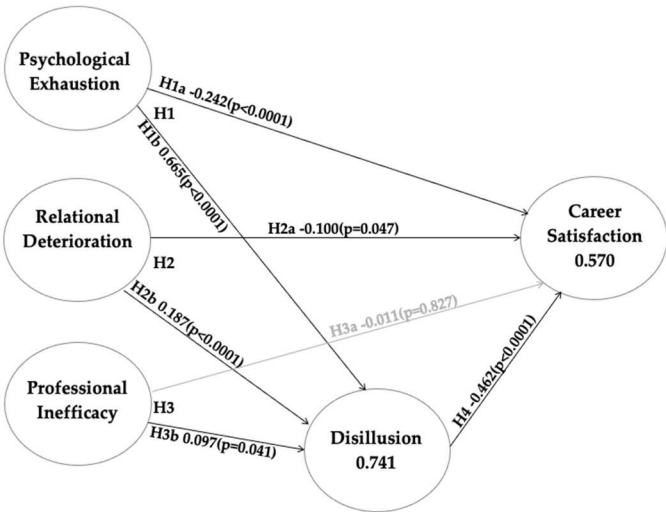 Psychological
Exhaustion
H1a -0.242(p<0.0001)
H1
H1b 0.665(p<0.0001)
Relational
Deterioration
H2a -0.100(p=0.047)
H2
H2b 0.187(p<0.0001)
Career
Satisfaction
0.570
H3a -0.011(p=0.827)
Professional
Inefficacy
H3
H3b 0.097(p=0.041)
Disillusion
0.741
H4 -0.462(p<0.0001)